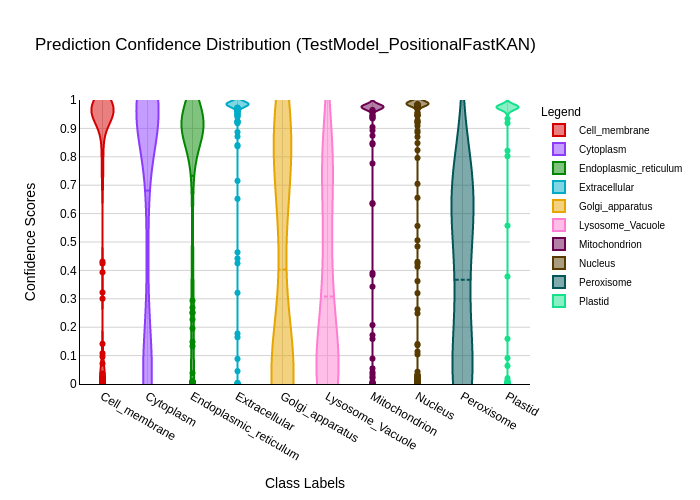 Prediction Confidence Distribution (TestModel_PositionalFastKAN)
Legend
Cell_membrane
Cytoplasm
Endoplasmic_reticulum
Extracellular
Golgi_apparatus
Lysosome_Vacuole
Mitochondrion
Nucleus
Peroxisome
Plastid
Confidence Scores
1
0.9
0.8
0.7
0.6
0.5
0.4
0.3
0.2
0.1
0
Cell_membrane
Cytoplasm
Endoplasmic_reticulum
Extracellular
Golgi_apparatus
Lysosome_Vacuole
Mitochondrion
Nucleus
Peroxisome
Plastid
Class Labels